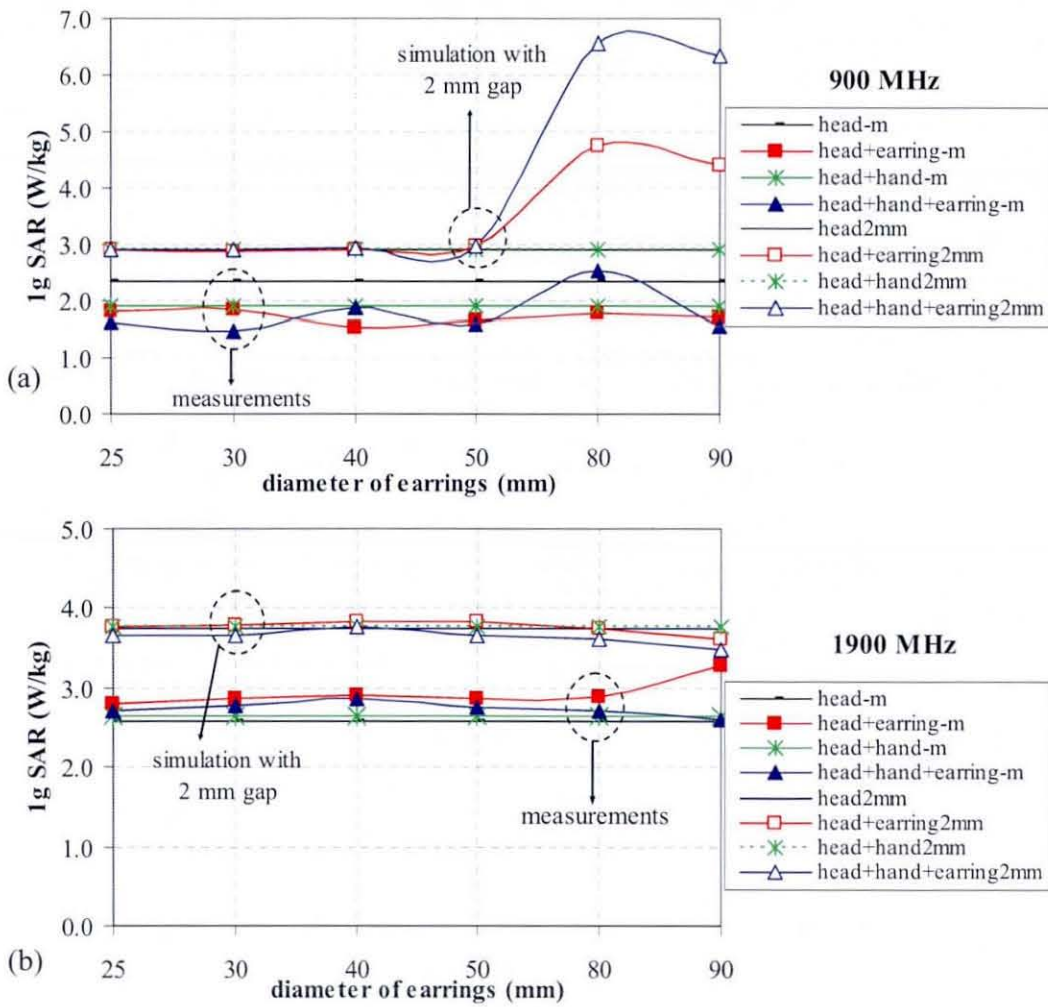 7.0
6.0
5.0
4.0
3.0
2.0
1.0
0.0
1g SAR (W/kg)
simulation with
2 mm gap
measurements
(a)
25 30 40 50 80 90
diameter of earrings (mm)
900 MHz
head-m
head+earring-m
head+hand-m
head+hand+earring-m
head2mm
head+earring2mm
head+hand2mm
head+hand+earring2mm
5.0
4.0
3.0
2.0
1.0
0.0
1g SAR (W/kg)
simulation with
2 mm gap
measurements
(b)
25 30 40 50 80 90
diameter of earrings (mm)
1900 MHz
head-m
head+earring-m
head+hand-m
head+hand+earring-m
head2mm
head+earring2mm
head+hand2mm
head+hand+earring2mm